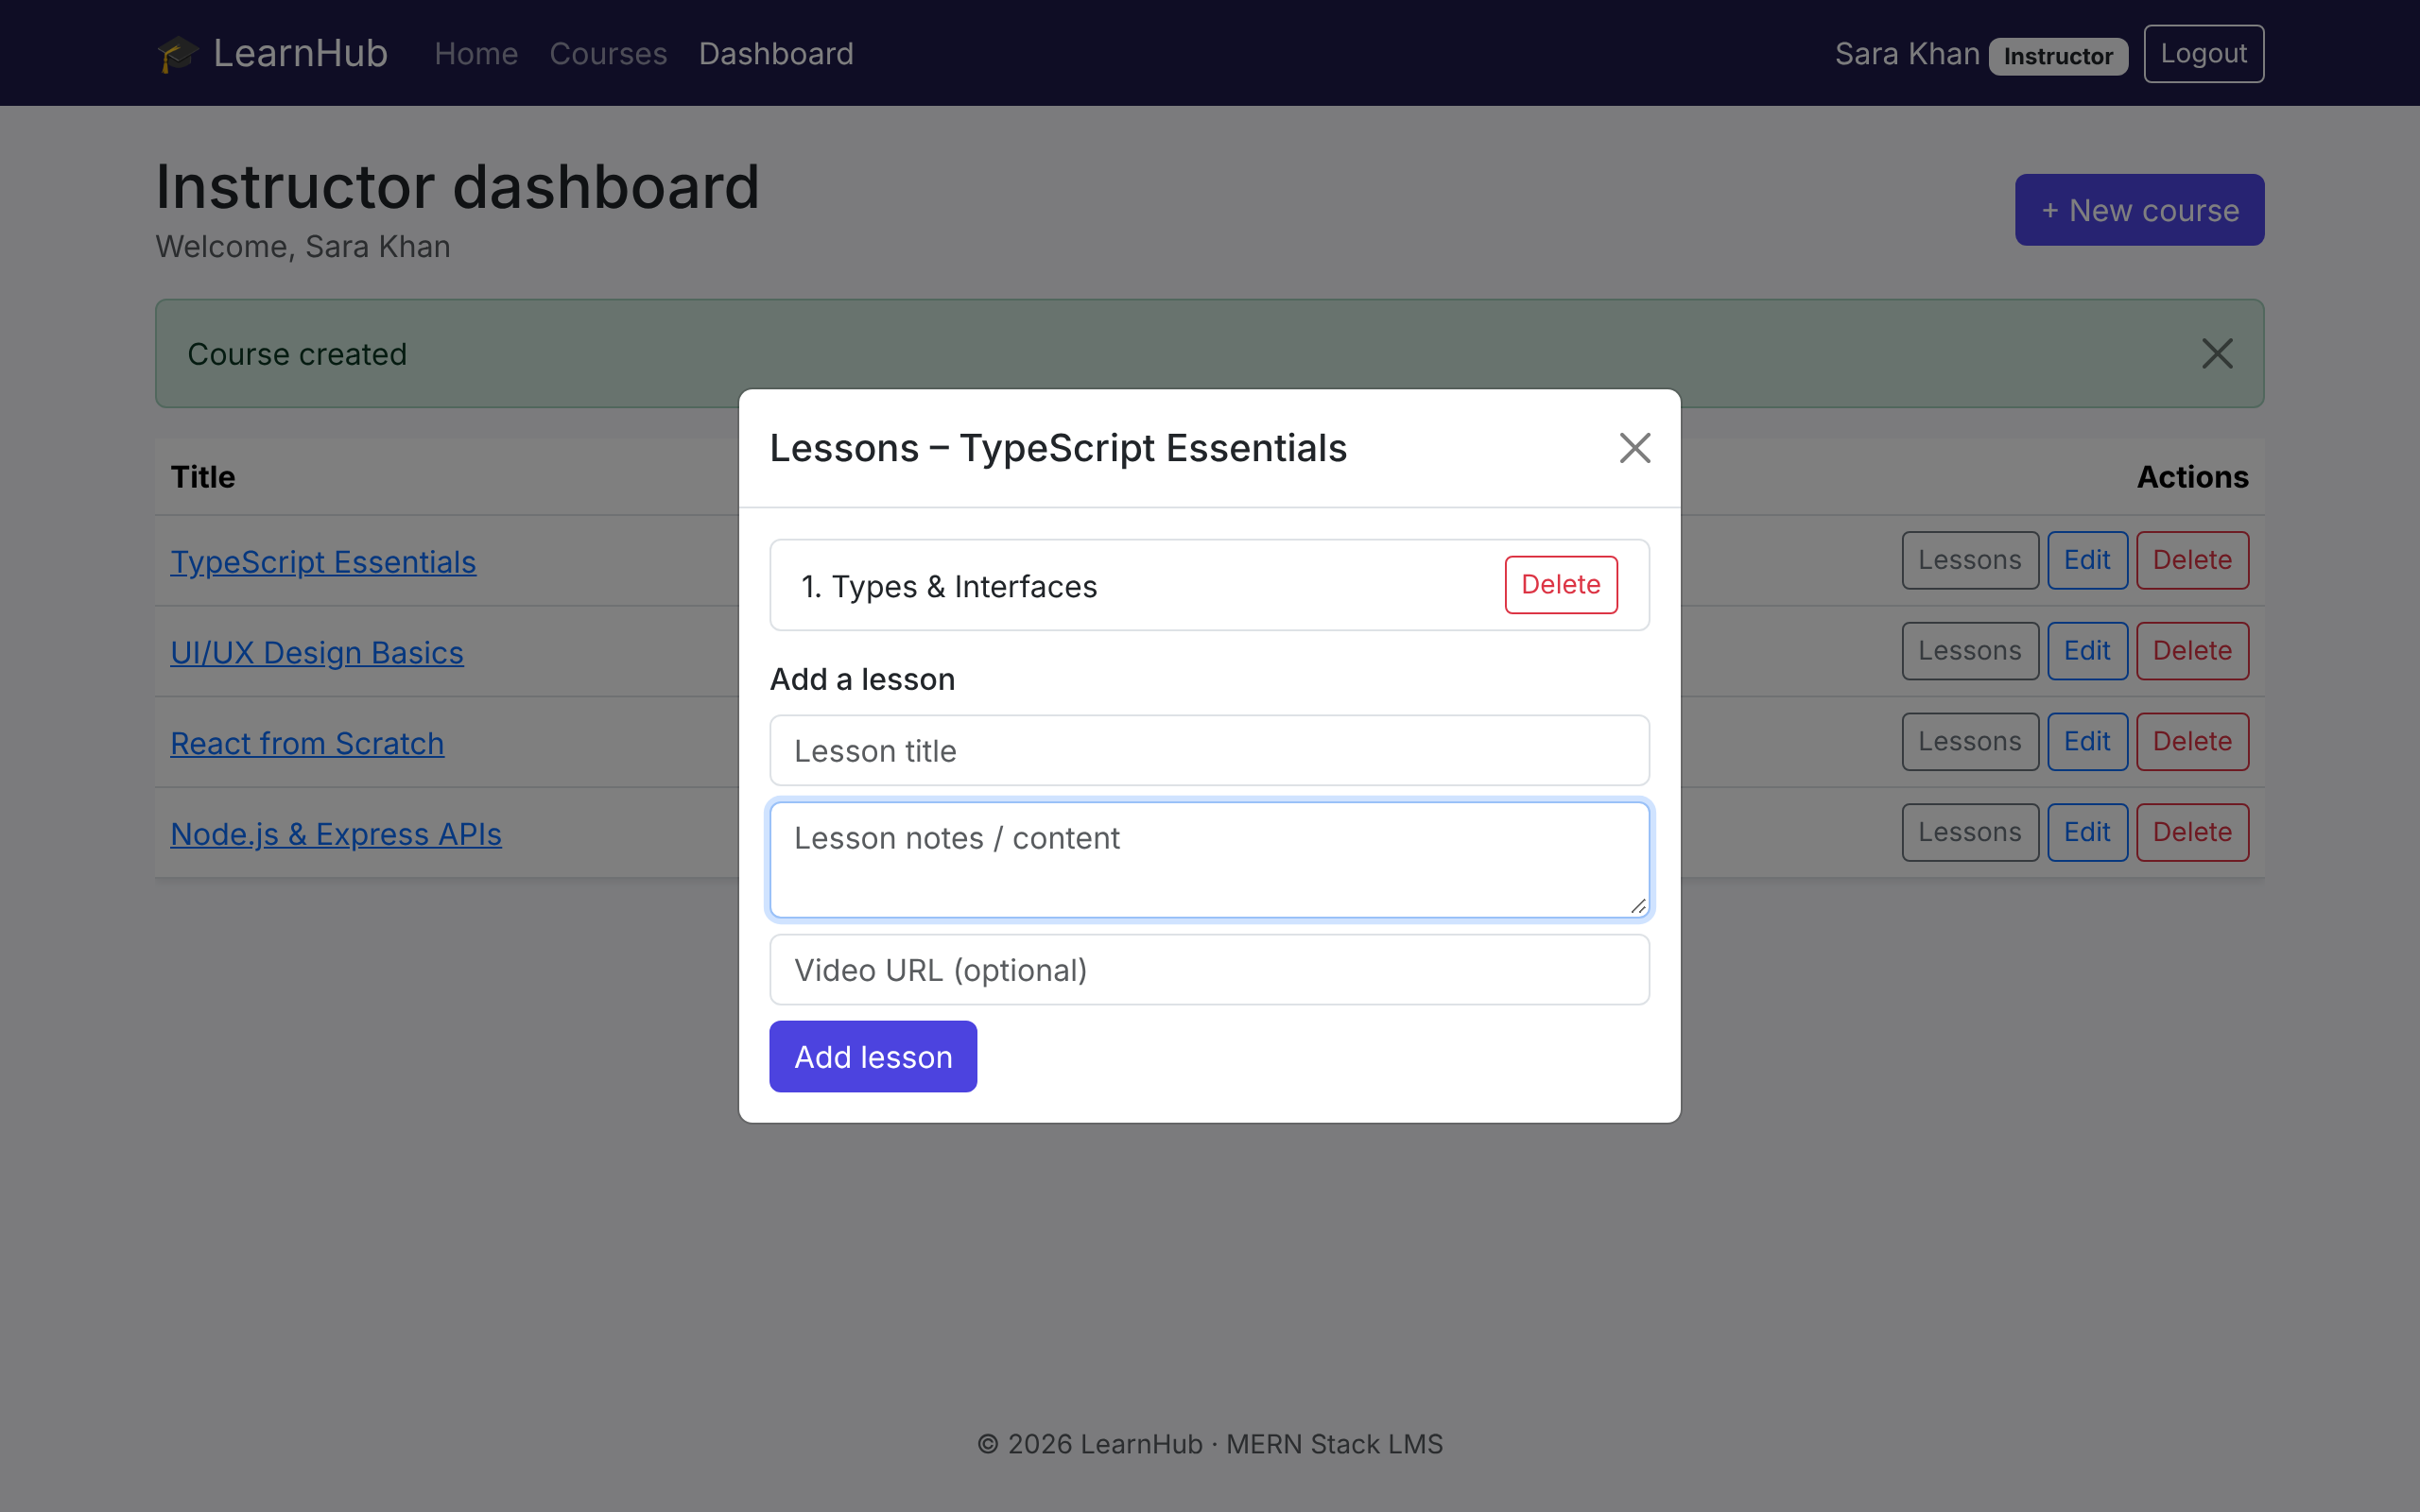 LearnHub Home Courses Dashboard Sara Khan Instructor Logout
Instructor dashboard
+ New course
Welcome, Sara Khan
Course created
Lessons – TypeScript Essentials
Title Actions
TypeScript Essentials Lessons Edit Delete
1. Types & Interfaces Delete
UI/UX Design Basics Lessons Edit Delete
Add a lesson
React from Scratch Lessons Edit Delete
Lesson title
Node.js & Express APIs Lessons Edit Delete
Lesson notes / content
Video URL (optional)
Add lesson
© 2026 LearnHub · MERN Stack LMS